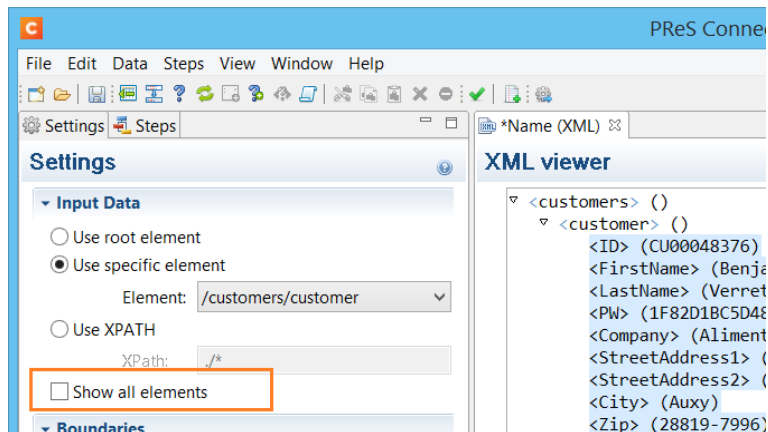 PReS Conne
File Edit Data Steps View Window Help
Settings Steps
*Name (XML)
Settings
XML viewer
Input Data
Use root element
Use specific element
Element: /customers/customer
Use XPATH
XPath: ./*
Show all elements
Boundaries
<customers> ()
<customer> ()
<ID> (CU00048376)
<FirstName> (Benja
<LastName> (Verret
<PW> (1F82D1BC5D48
<Company> (Aliment
<StreetAddress1> (
<StreetAddress2> (
<City> (Auxy)
<Zip> (28819-7996)